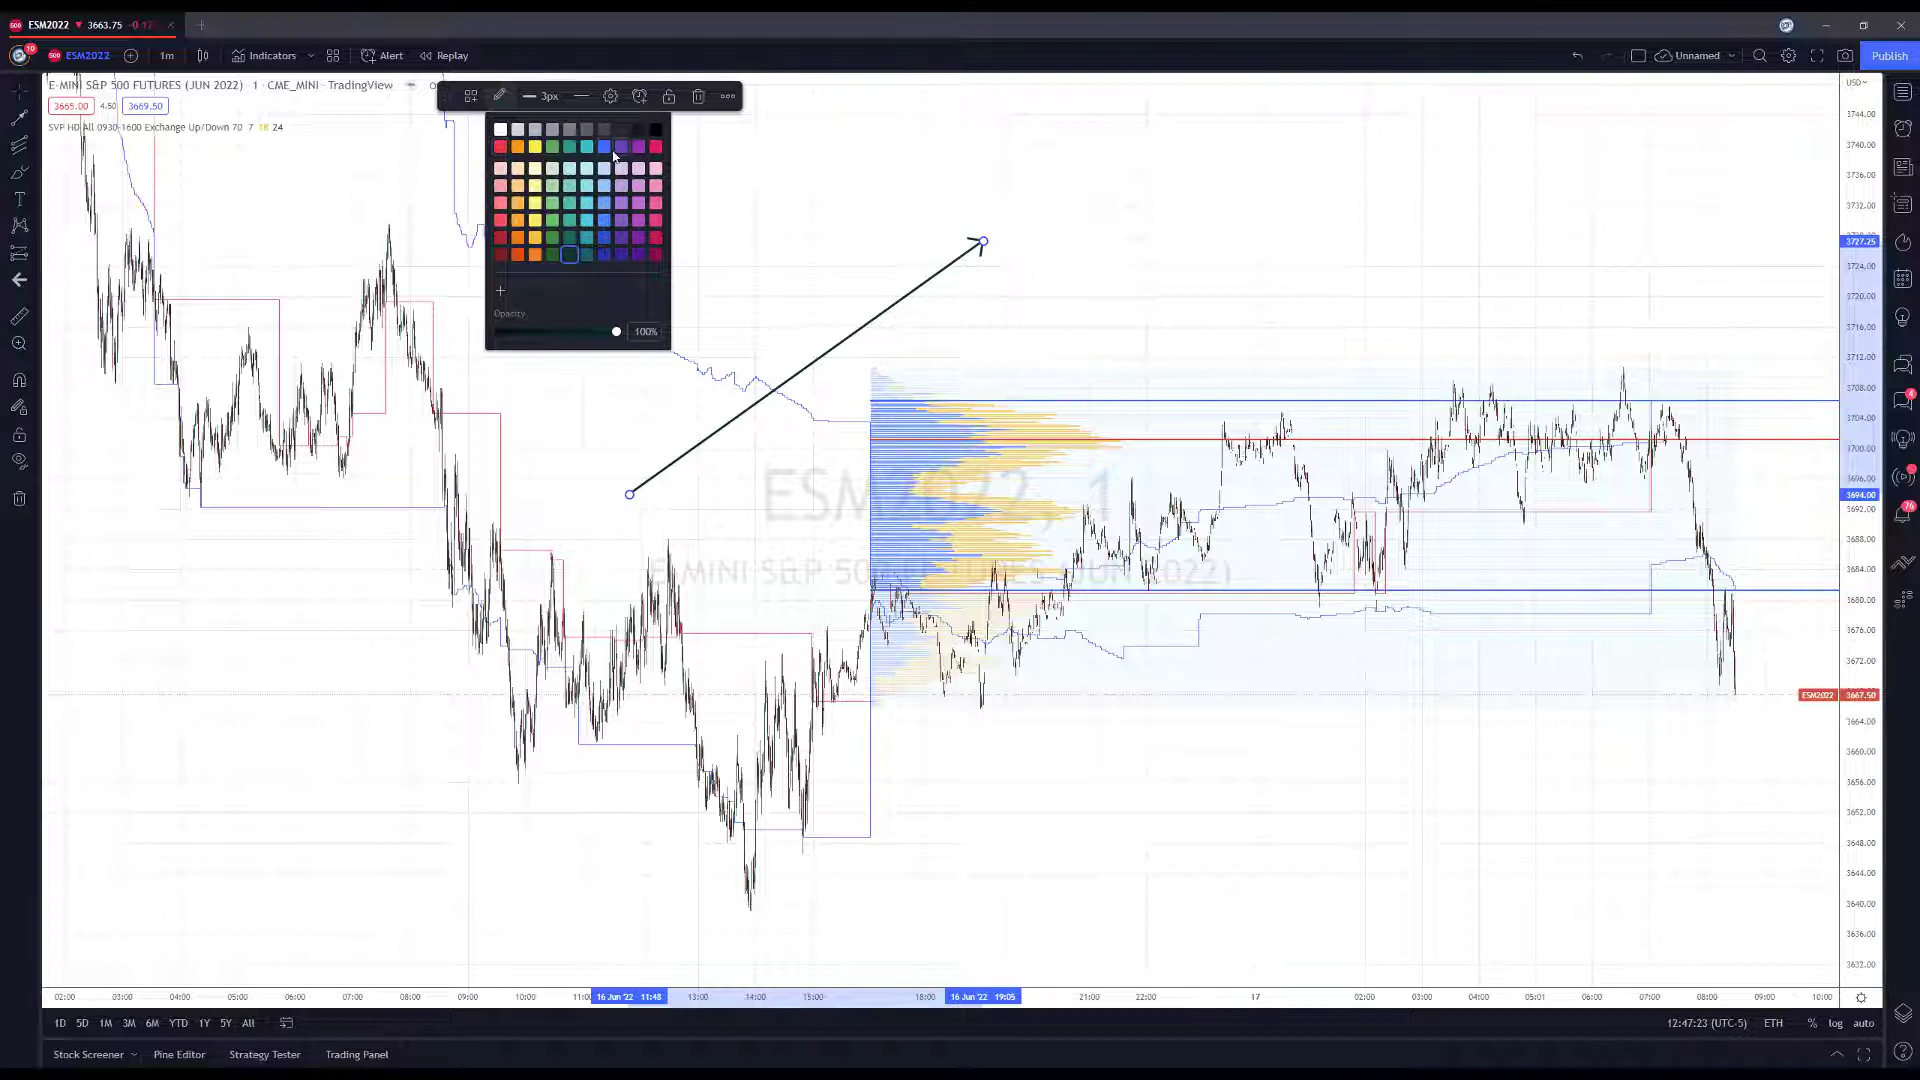 ESM2022 ▼ 3663.75 -0.17
10 ESM2022 1m Indicators Alert Replay Unnamed Publish
E-MINI S&P 500 FUTURES (JUN 2022) · 1 · CME_MINI · TradingView
USD
3665.00 4.50 3669.50
SVP HD All 0930-1600 Exchange Up/Down 70 7 18 24
3px
Opacity
100%
ESM2022, 1
E-MINI S&P 500 FUTURES (JUN 2022)
3744.00
3740.00
3736.00
3732.00
3727.25
3724.00
3720.00
3716.00
3712.00
3708.00
3704.00
3700.00
3696.00
3694.00
3692.00
3688.00
3684.00
3680.00
3676.00
3672.00
ESM2022 3667.50
3664.00
3660.00
3656.00
3652.00
3648.00
3644.00
3640.00
3636.00
3632.00
4
76
02:00 03:00 04:00 05:00 06:00 07:00 08:00 09:00 10:00 11:00 16 Jun '22 11:48 13:00 14:00 15:00 18:00 16 Jun '22 19:05 21:00 22:00 17 02:00 03:00 04:00 05:01 06:00 07:00 08:00 09:00 10:00
1D 5D 1M 3M 6M YTD 1Y 5Y All 12:47:23 (UTC-5) ETH % log auto
Stock Screener Pine Editor Strategy Tester Trading Panel